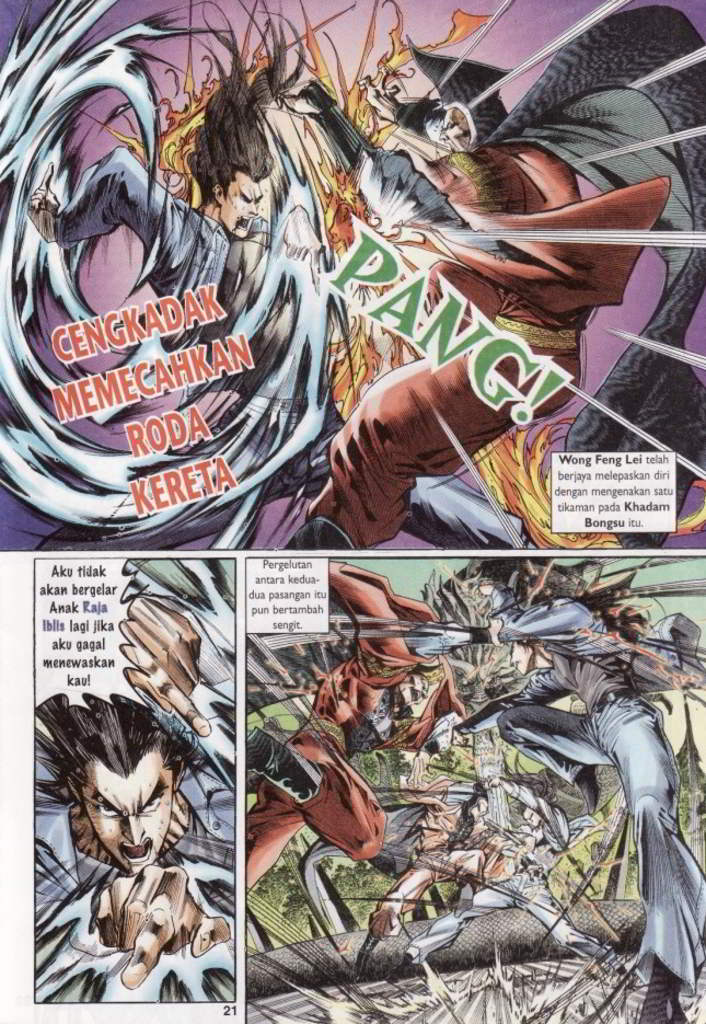 CENGKADAK
MEMECAHKAN
RODA
KERETA
PANG!
Wong Feng Lei telah
berjaya melepaskan diri
dengan mengenakan satu
tikaman pada Khadam
Bongsu itu.
Aku tidak
akan bergelar
Anak Raja
Iblis lagi jika
aku gagal
menewaskan
kau!
Pergelutan
antara kedua-
dua pasangan itu
pun bertambah
sengit.
21